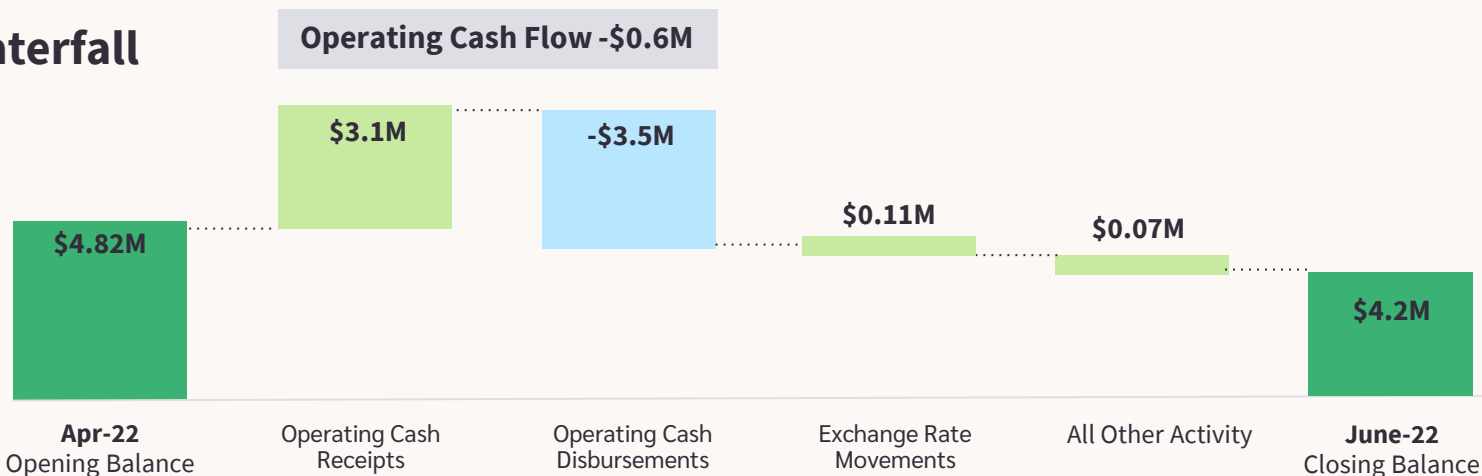 Operating Cash Flow -$0.6M
$3.1M
-$3.5M
$0.11M
$0.07M
$4.82M
$4.2M
Apr-22
Opening Balance
Operating Cash
Receipts
Operating Cash
Disbursements
Exchange Rate
Movements
All Other Activity
June-22
Closing Balance